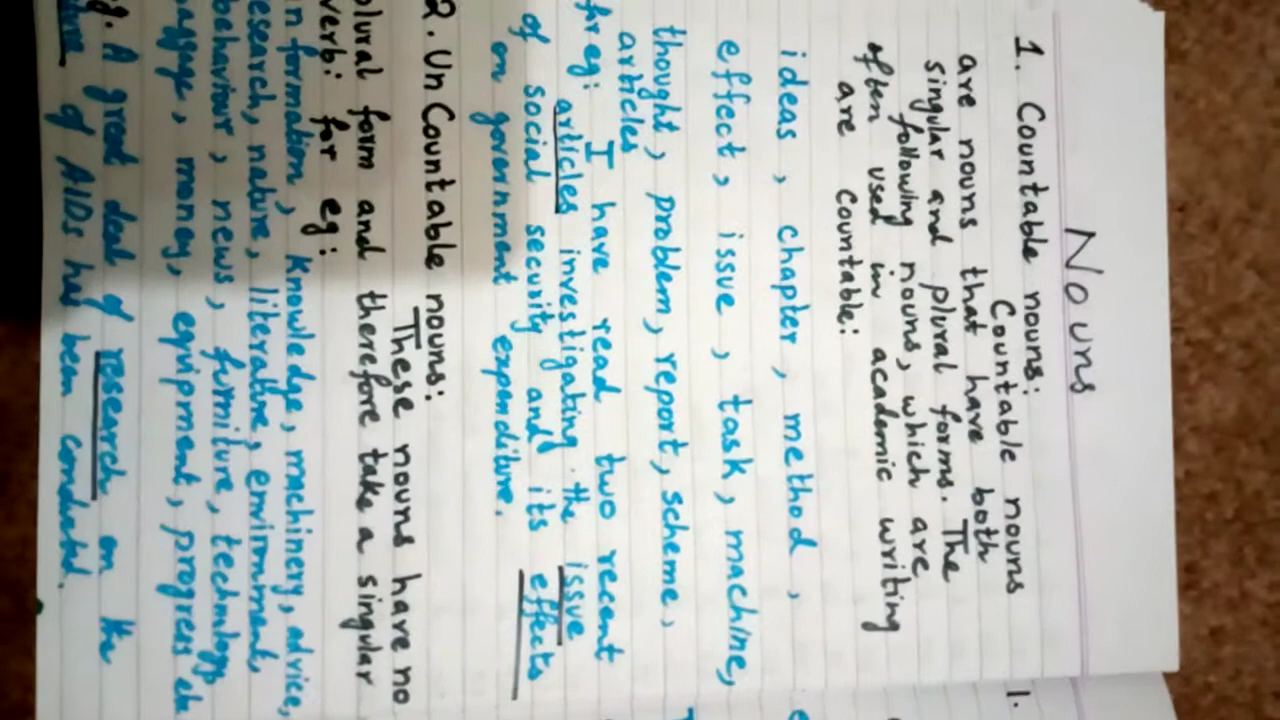 Nouns
1. Countable nouns:
Countable nouns
are nouns that have both
singular and plural forms. The
following nouns, which are
often used in academic writing
are countable:
ideas, chapter, method,
effect, issue, task, machine,
thought, problem, report, scheme,
articles
for eg: I have read two recent
articles investigating the issue
of social security and its effects
on government expenditure.
2. UnCountable nouns:
These nouns have no
plural form and therefore take a singular
verb: for eg:
information, knowledge, machinery, advice,
research, nature, literature, environment,
behaviour, news, furniture, technology,
money, equipment, progress etc
A great deal of research on the
of AIDs has been conducted.
1.